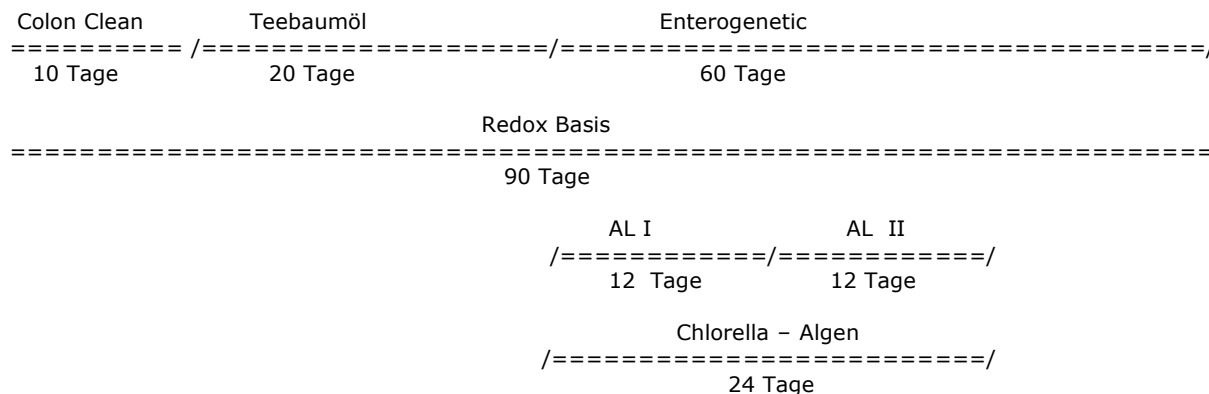 Colon Clean Teebaumöl Enterogenetic
========== /====================/=====================================/
10 Tage 20 Tage 60 Tage
Redox Basis
=====================================================================
90 Tage
AL I AL II
/============/============/
12 Tage 12 Tage
Chlorella – Algen
/=========================/
24 Tage